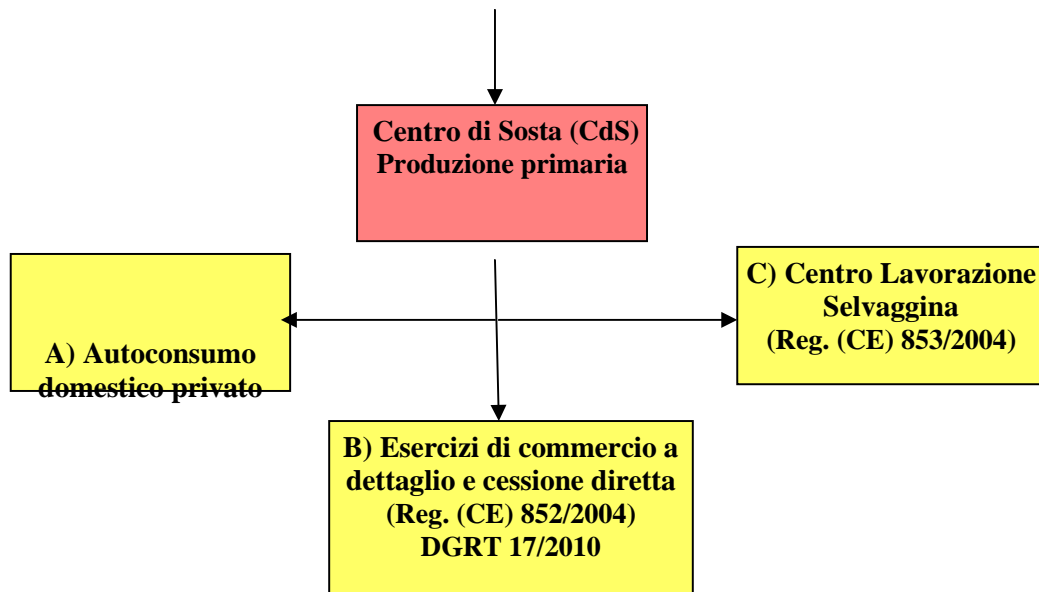 Centro di Sosta (CdS)
Produzione primaria
A) Autoconsumo
domestico privato
C) Centro Lavorazione
Selvaggina
(Reg. (CE) 853/2004)
B) Esercizi di commercio a
dettaglio e cessione diretta
(Reg. (CE) 852/2004)
DGRT 17/2010